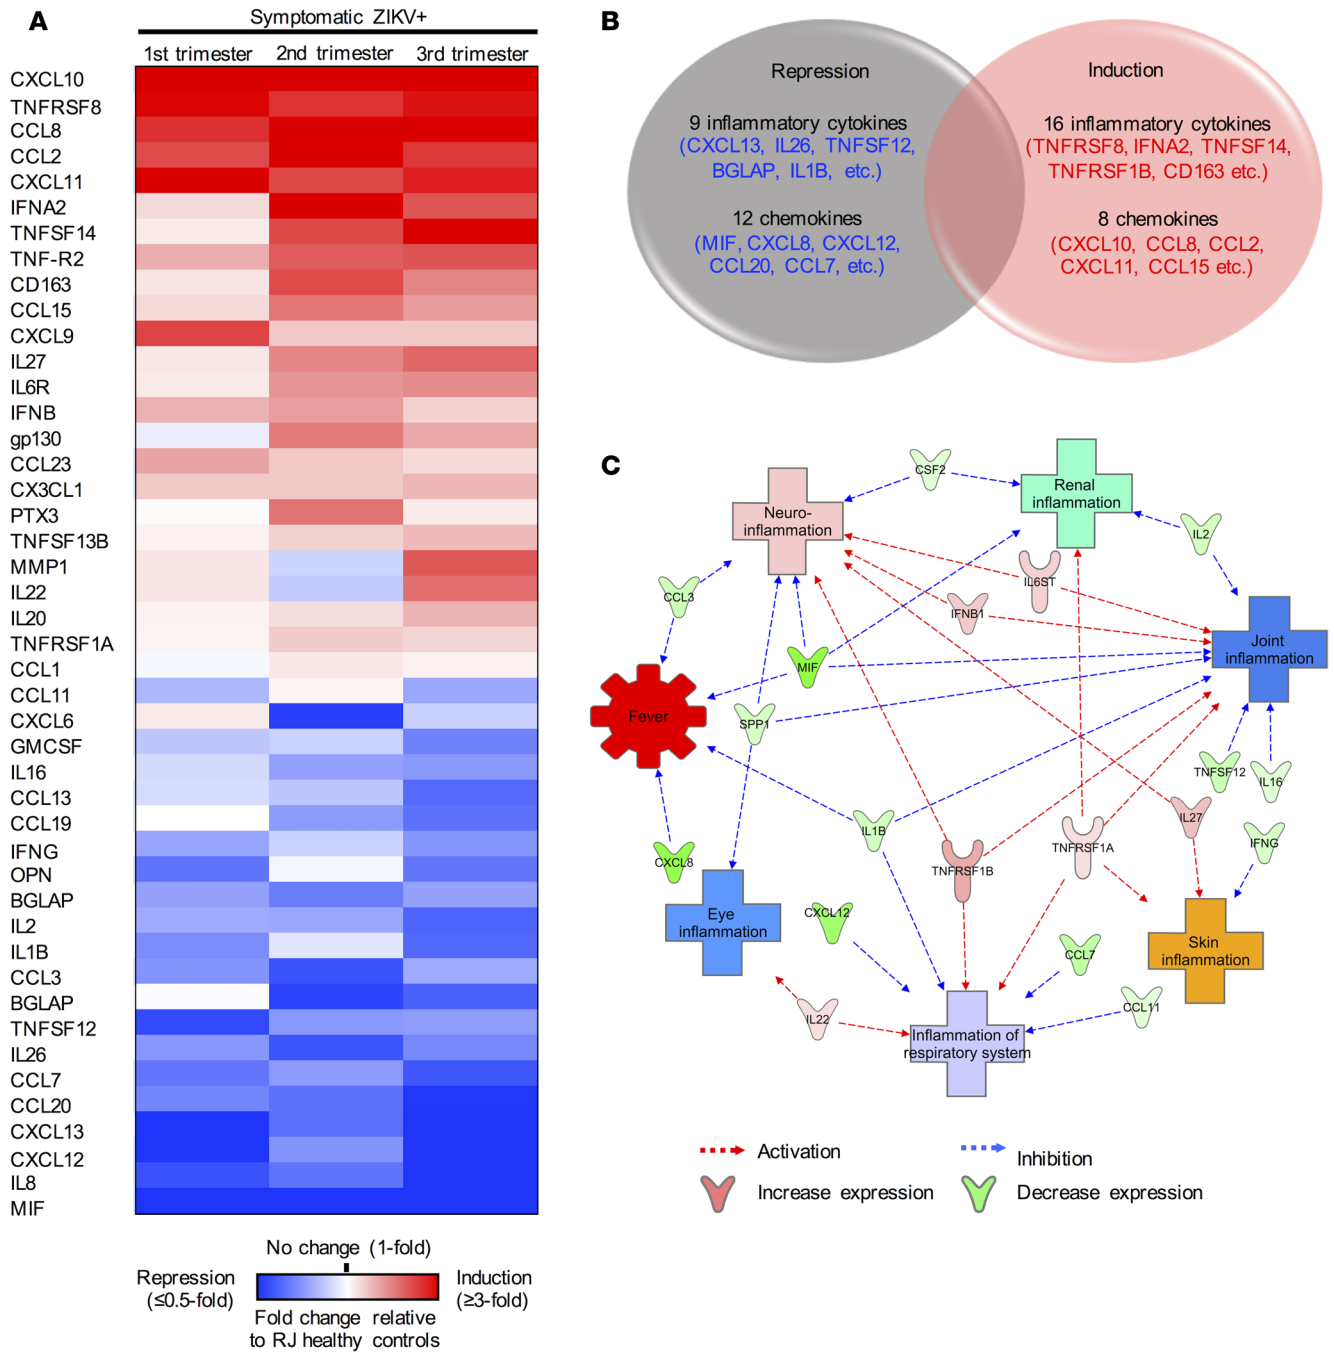 A
Symptomatic ZIKV+
1st trimester 2nd trimester 3rd trimester
CXCL10
TNFRSF8
CCL8
CCL2
CXCL11
IFNA2
TNFSF14
TNF-R2
CD163
CCL15
CXCL9
IL27
IL6R
IFNB
gp130
CCL23
CX3CL1
PTX3
TNFSF13B
MMP1
IL22
IL20
TNFRSF1A
CCL1
CCL11
CXCL6
GMCSF
IL16
CCL13
CCL19
IFNG
OPN
BGLAP
IL2
IL1B
CCL3
BGLAP
TNFSF12
IL26
CCL7
CCL20
CXCL13
CXCL12
IL8
MIF
No change (1-fold)
Repression
(≤0.5-fold)
Induction
(≥3-fold)
Fold change relative
to RJ healthy controls
B
Repression
9 inflammatory cytokines
(CXCL13, IL26, TNFSF12,
BGLAP, IL1B, etc.)
12 chemokines
(MIF, CXCL8, CXCL12,
CCL20, CCL7, etc.)
Induction
16 inflammatory cytokines
(TNFRSF8, IFNA2, TNFSF14,
TNFRSF1B, CD163 etc.)
8 chemokines
(CXCL10, CCL8, CCL2,
CXCL11, CCL15 etc.)
C
CSF2
Renal
inflammation
Neuro-
inflammation
IL2
IL6ST
CCL3
IFNB1
Joint
inflammation
MIF
Fever
SPP1
TNFSF12
IL16
IL27
IL1B
IFNG
TNFRSF1A
CXCL8
TNFRSF1B
Eye
inflammation
CXCL12
Skin
inflammation
CCL7
CCL11
IL22
Inflammation of
respiratory system
Activation
Inhibition
Increase expression
Decrease expression